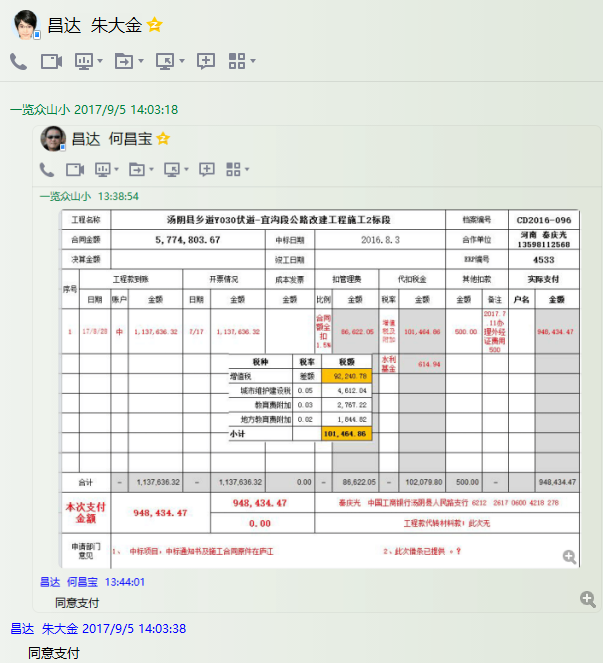 昌达 朱大金
一览众山小 2017/9/5 14:03:18
昌达 何昌宝
一览众山小 13:38:54
工程名称 汤阴县乡道Y030伏道-宜沟段公路改建工程施工2标段 档案编号 CD2016-096
合同金额 5,774,803.67 中标日期 2016.8.3 合作单位 河南 秦庆光 13598112568
决算金额 竣工日期 ERP编号 4533
序号 工程款到账 开票情况 成本发票 扣管理费 代扣税金 其他扣款 实际支付
日期 账户 金额 日期 金额 金额 比例 金额 税率 金额 金额 备注 户名 金额
1 17/8/28 中 1,137,636.32 7/17 1,137,636.32 合同额全扣1.5% 86,622.05 增值税及附加 101,464.86 500.00 2017.7.11办理外经证费用500 948,434.47
水利基金 614.94
税种 税率 税额
增值税 差额 92,240.78
城市维护建设税 0.05 4,612.04
教育费附加 0.03 2,767.22
地方教育费附加 0.02 1,844.82
小计 101,464.86
合计 - 1,137,636.32 - 1,137,636.32 0.00 - 86,622.05 - 102,079.80 500.00 - 948,434.47
本次支付金额 948,434.47 948,434.47 秦庆光 中国工商银行汤阴县人民路支行 6212 2617 0600 4218 278
0.00 工程款代转材料款:此次无
申请部门意见 1、 中标项目,中标通知书及施工合同原件在庐江 2、此次借条已提供 +?
昌达 何昌宝 13:44:01
同意支付
昌达 朱大金 2017/9/5 14:03:38
同意支付